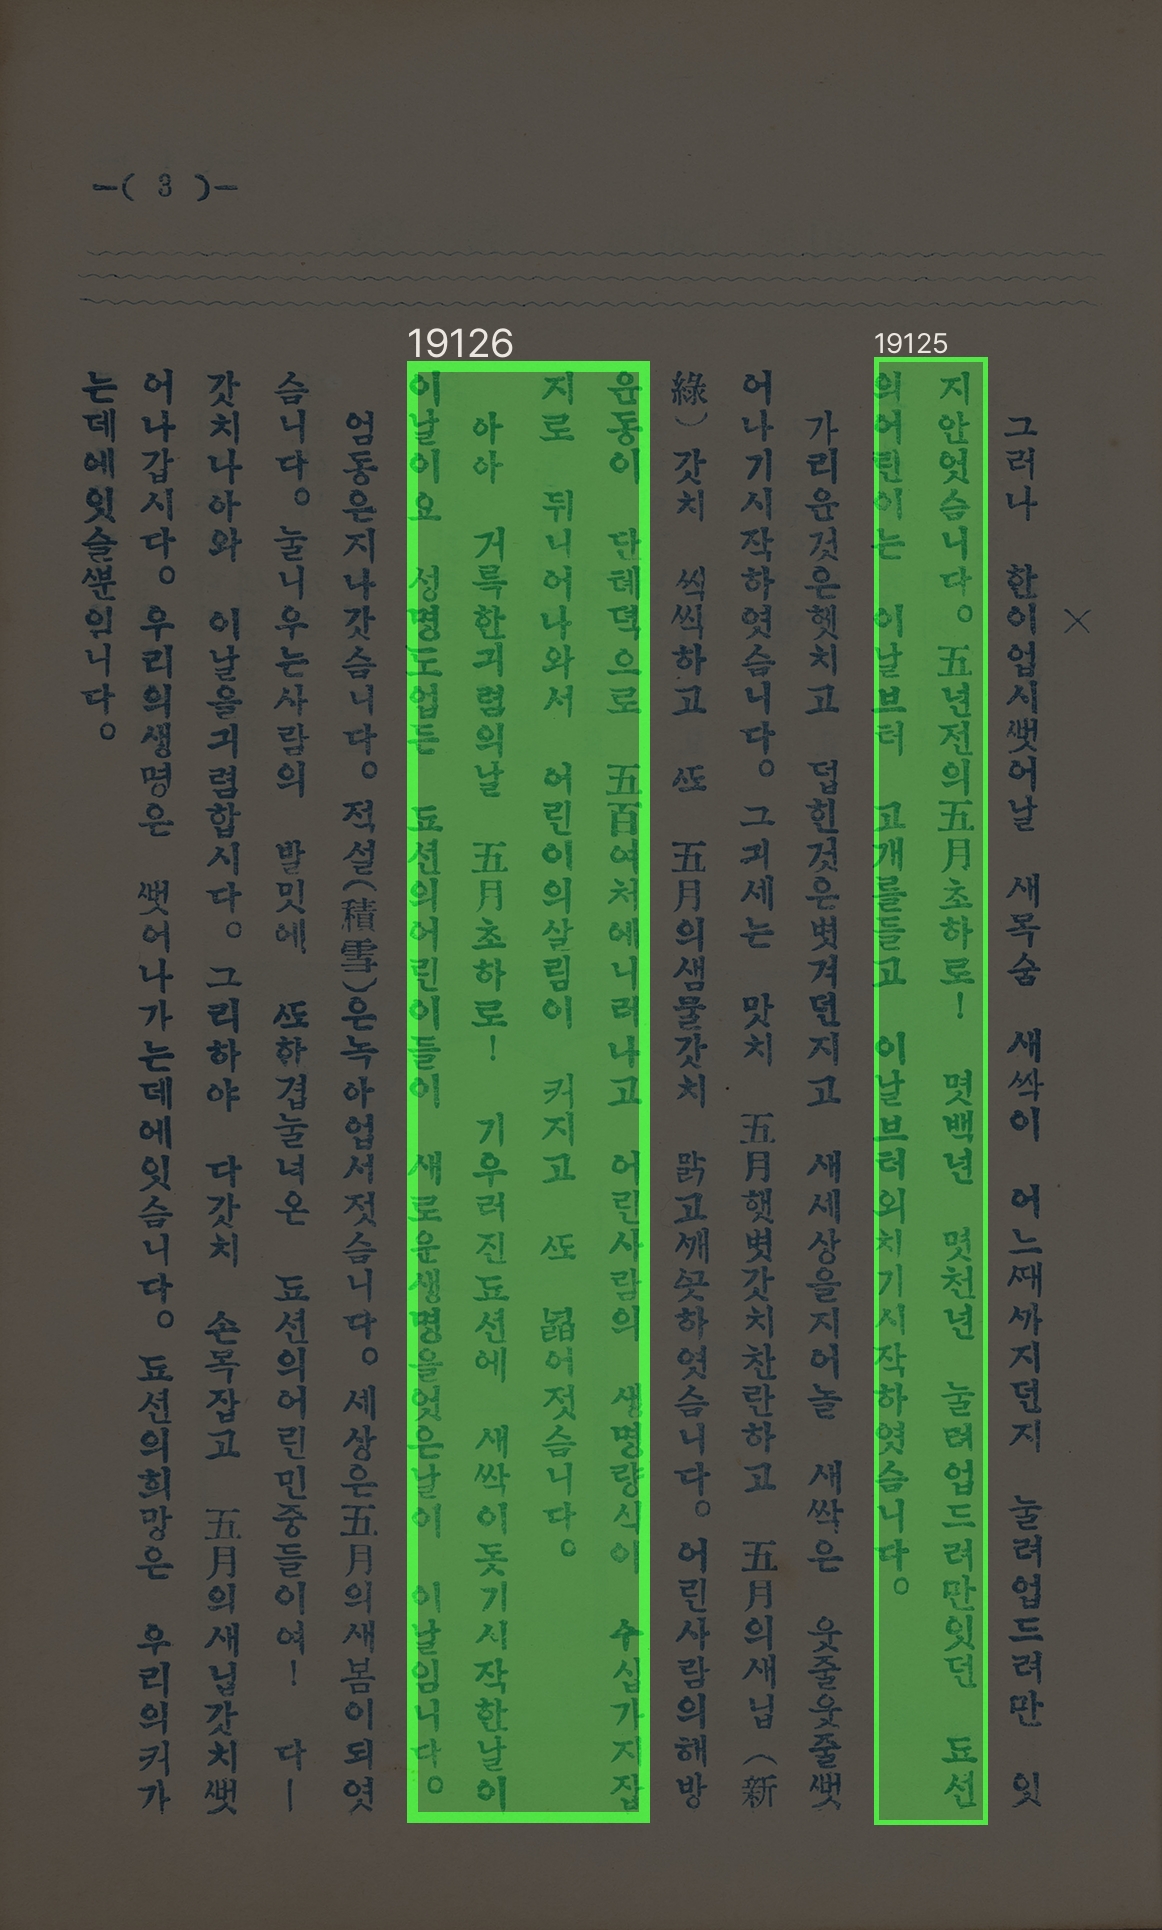 —( 3 )—
19126
19125
×
그러나 한이업시쌧어날 새목숨 새싹이 어느째까지던지 눌려업드려만 잇
지안엇슴니다。五년전의五月초하로! 몃백년 몃천년 눌려업드려만잇던 됴션
의어린이는 이날브터 고개를들고 이날브터외치기시작하엿슴니다。
가리운것은헷치고 덥힌것은벗겨던지고 새세상을지어놀 새싹은 웃줄웃줄쌧
어나기시작하엿슴니다。그긔세는 맛치 五月햇볏갓치찬란하고 五月의새닙(新
綠)갓치 씩씩하고 쏘 五月의샘물갓치 맑고깨끗하엿슴니다。어린사람의해방
운동이 단톄뎍으로 五百여처에니러나고 어린사람의 생명량식이 수십가지잡
지로 뒤니어나와서 어린이의살림이 커지고 쏘 넓어젓슴니다。
아아 거륵한긔렴의날 五月초하로! 기우러진됴션에 새싹이돗기시작한날이
이날이요 성명도업든 됴션의어린이들이 새로운생명을엇은날이 이날임니다。
엄동은지나갓슴니다。적설(積雪)은녹아업서젓슴니다。세상은五月의새봄이되엿
슴니다。눌니우는사람의 발밋에 쏘한겹눌녀온 됴션의어린민중들이여! 다—
갓치나아와 이날을긔렴합시다。그리하야 다갓치 손목잡고 五月의새닙갓치쌧
어나갑시다。우리의생명은 쌧어나가는데에잇슴니다。됴션의희망은 우리의커가
는데에잇슬뿐임니다。